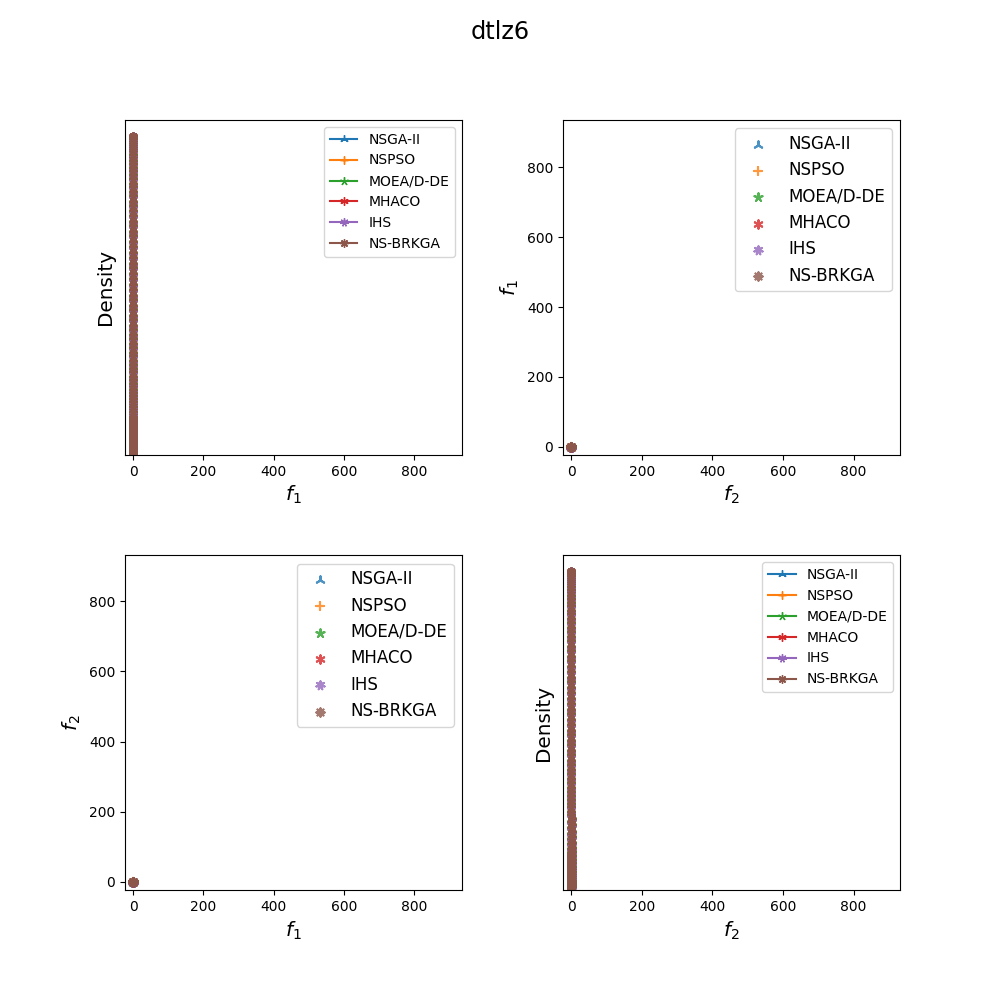 dtlz6
Density
NSGA-II
NSPSO
MOEA/D-DE
MHACO
IHS
NS-BRKGA
0 200 400 600 800
f1
f1
800
600
400
200
0
NSGA-II
NSPSO
MOEA/D-DE
MHACO
IHS
NS-BRKGA
0 200 400 600 800
f2
f2
800
600
400
200
0
NSGA-II
NSPSO
MOEA/D-DE
MHACO
IHS
NS-BRKGA
0 200 400 600 800
f1
Density
NSGA-II
NSPSO
MOEA/D-DE
MHACO
IHS
NS-BRKGA
0 200 400 600 800
f2